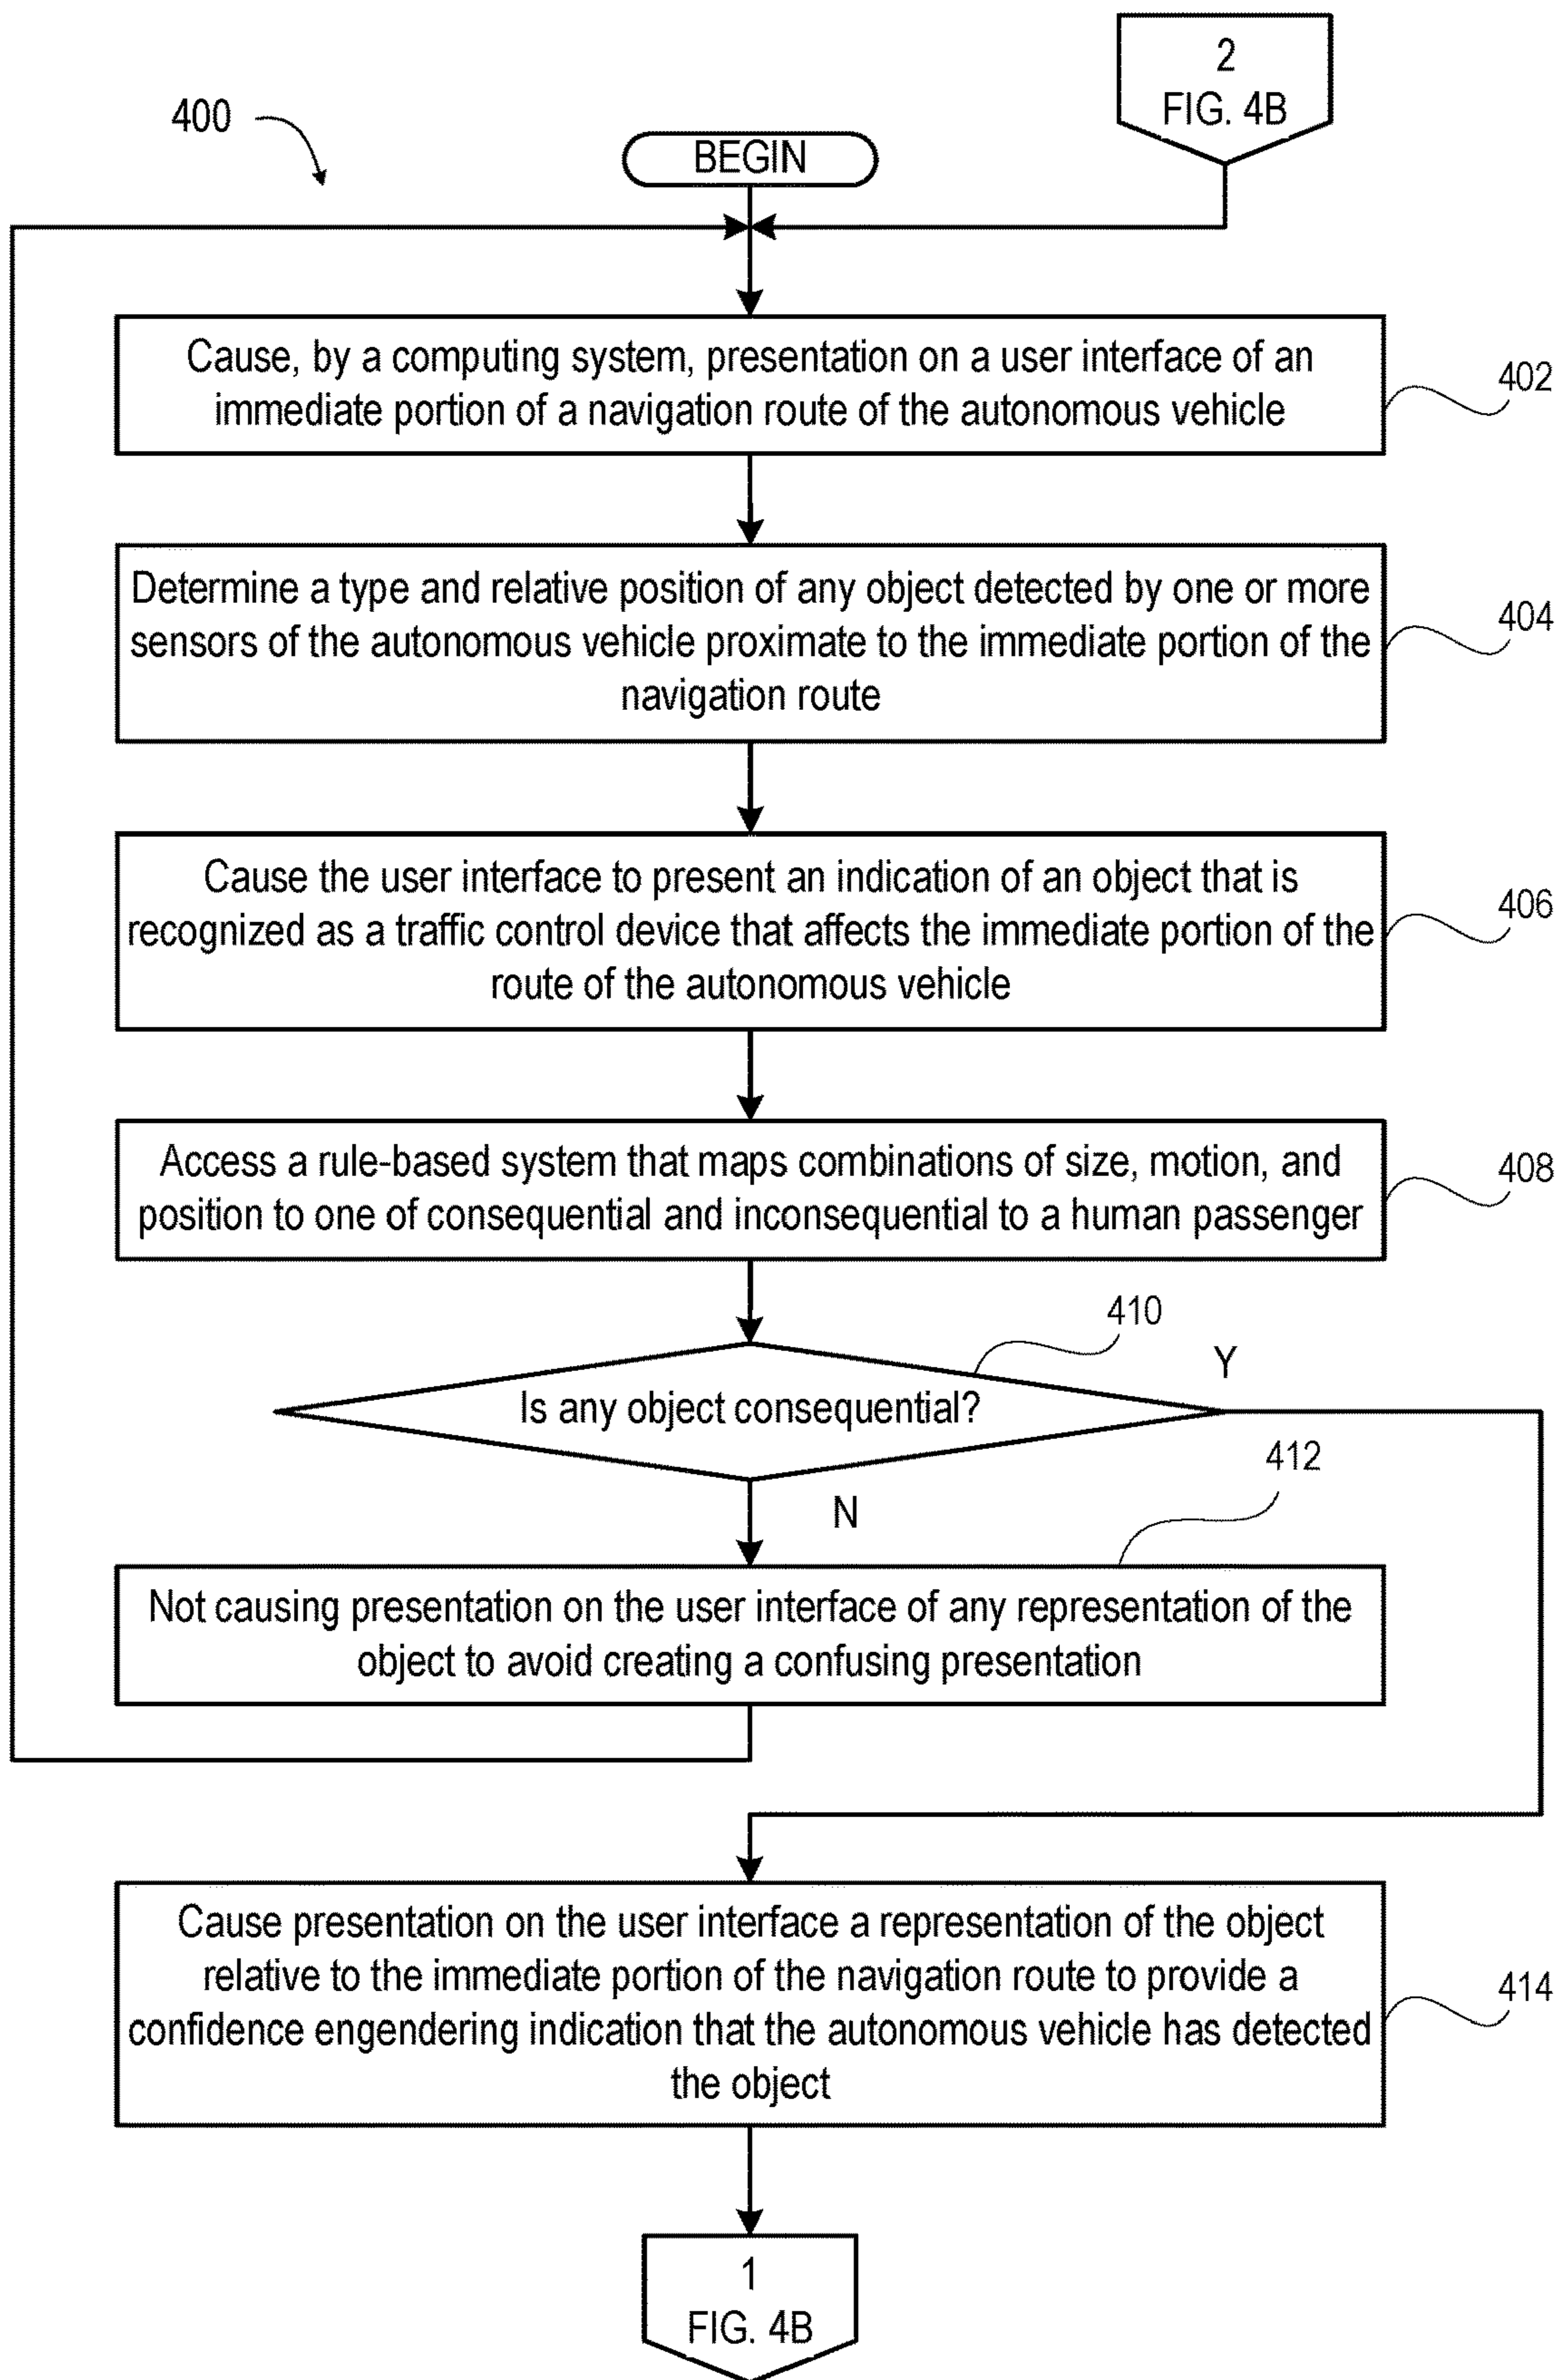 2
FIG. 4B
400
BEGIN
Cause, by a computing system, presentation on a user interface of an
immediate portion of a navigation route of the autonomous vehicle
402
Determine a type and relative position of any object detected by one or more
sensors of the autonomous vehicle proximate to the immediate portion of the
navigation route
404
Cause the user interface to present an indication of an object that is
recognized as a traffic control device that affects the immediate portion of the
route of the autonomous vehicle
406
Access a rule-based system that maps combinations of size, motion, and
position to one of consequential and inconsequential to a human passenger
408
410
Y
Is any object consequential?
412
N
Not causing presentation on the user interface of any representation of the
object to avoid creating a confusing presentation
Cause presentation on the user interface a representation of the object
relative to the immediate portion of the navigation route to provide a
confidence engendering indication that the autonomous vehicle has detected
the object
414
1
FIG. 4B